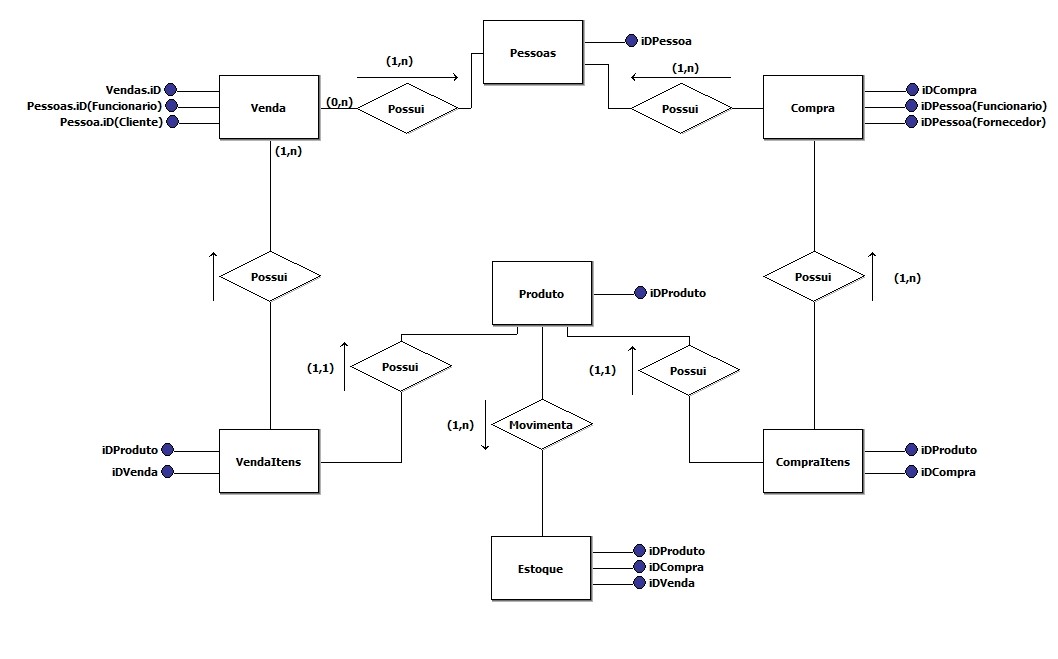 Pessoas
iDPessoa
(1,n)
(1,n)
Vendas.iD
Pessoas.iD(Funcionario)
Pessoa.iD(Cliente)
Venda
(0,n)
Possui
Possui
Compra
iDCompra
iDPessoa(Funcionario)
iDPessoa(Fornecedor)
(1,n)
Possui
Produto
iDProduto
Possui
(1,n)
(1,1)
Possui
(1,1)
Possui
(1,n)
Movimenta
iDProduto
iDVenda
VendaItens
CompraItens
iDProduto
iDCompra
Estoque
iDProduto
iDCompra
iDVenda